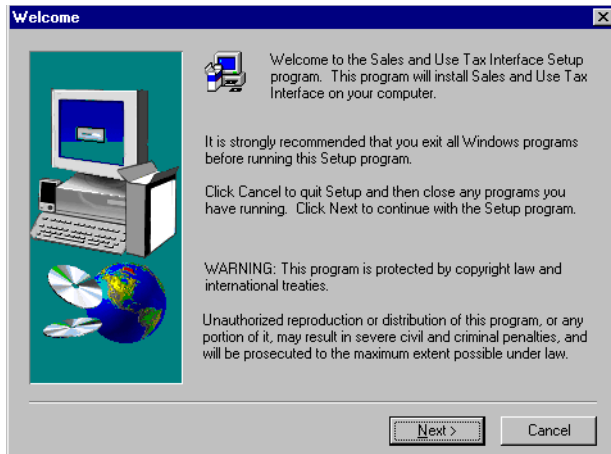 Welcome
Welcome to the Sales and Use Tax Interface Setup
program. This program will install Sales and Use Tax
Interface on your computer.
It is strongly recommended that you exit all Windows programs
before running this Setup program.
Click Cancel to quit Setup and then close any programs you
have running. Click Next to continue with the Setup program.
WARNING: This program is protected by copyright law and
international treaties.
Unauthorized reproduction or distribution of this program, or any
portion of it, may result in severe civil and criminal penalties, and
will be prosecuted to the maximum extent possible under law.
Next > Cancel